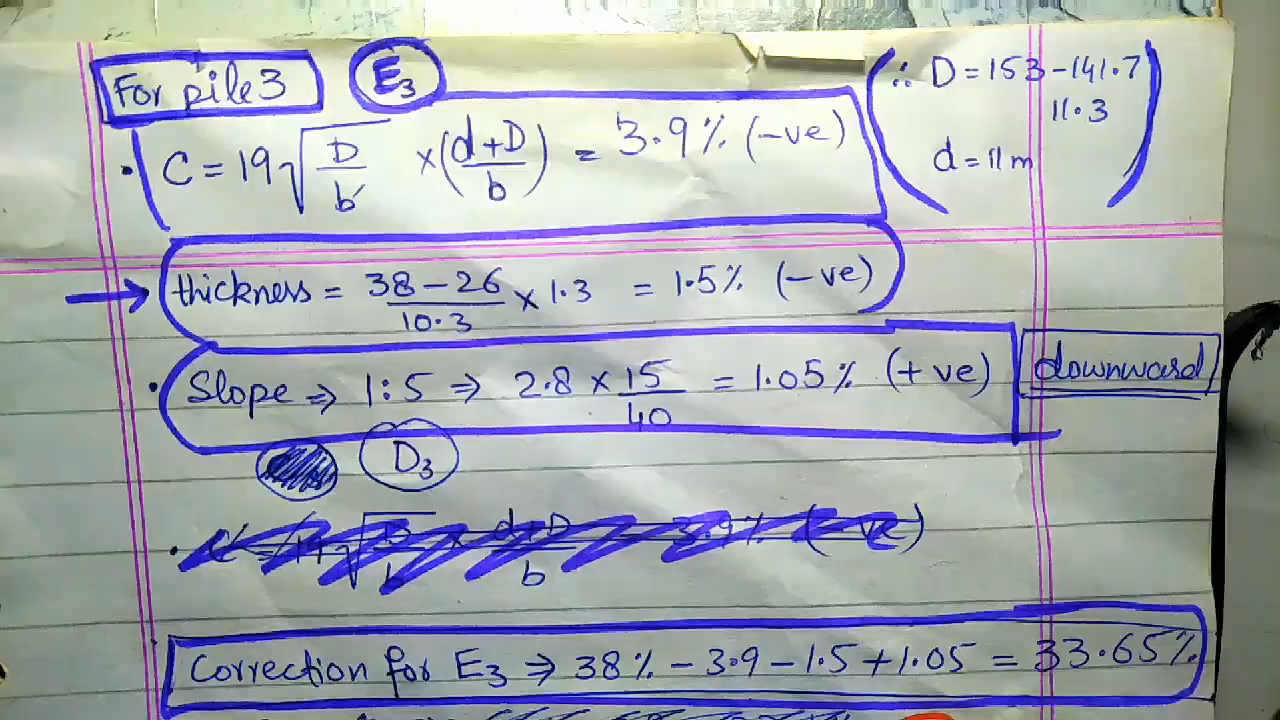 For pile 3 E₃
(∴ D = 153 - 141.7
11.3
d = 11 m)
• C = 19 √(D/b) × (d+D/b) = 3.9% (-ve)
→ thickness = 38 - 26/10.3 × 1.3 = 1.5% (-ve)
• Slope ⇒ 1:5 ⇒ 2.8 × 15/40 = 1.05% (+ve) downward
D₃
Correction for E₃ ⇒ 38% - 3.9 - 1.5 + 1.05 = 33.65%